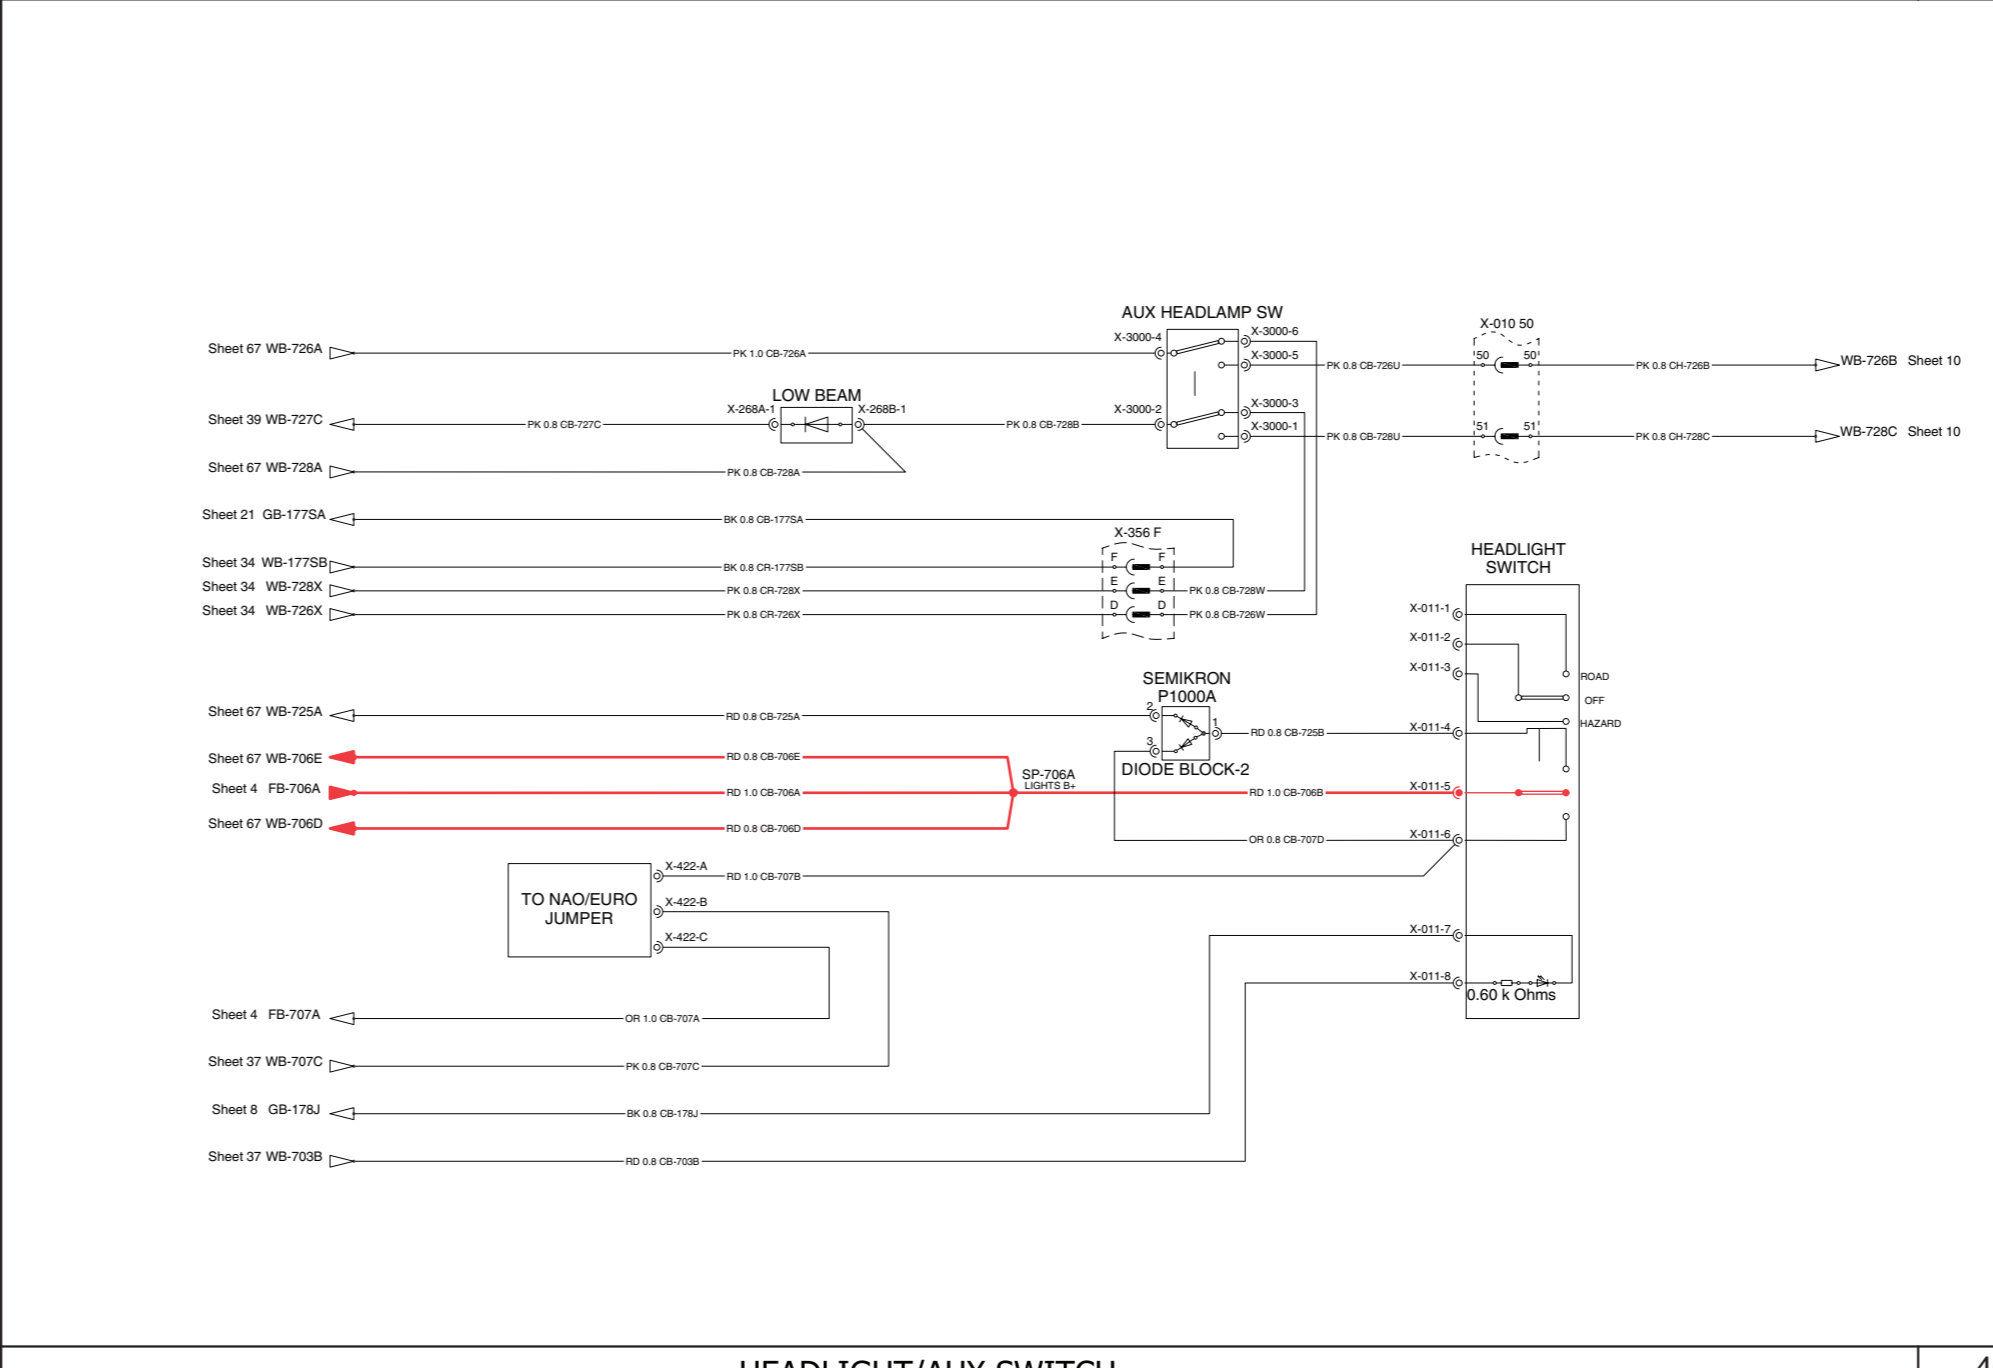 AUX HEADLAMP SW
X-3000-4
X-3000-6
X-010 50
Sheet 67 WB-726A
PK 1.0 CB-726A
X-3000-5
PK 0.8 CB-726U
50
50
PK 0.8 CH-726B
WB-726B Sheet 10
LOW BEAM
X-268A-1
X-268B-1
X-3000-2
X-3000-3
Sheet 39 WB-727C
PK 0.8 CB-727C
PK 0.8 CB-728B
X-3000-1
PK 0.8 CB-728U
51
51
PK 0.8 CH-728C
WB-728C Sheet 10
Sheet 67 WB-728A
PK 0.8 CB-728A
Sheet 21 GB-177SA
BK 0.8 CB-177SA
X-356 F
Sheet 34 WB-177SB
BK 0.8 CR-177SB
F
F
Sheet 34 WB-728X
PK 0.8 CR-728X
E
E
PK 0.8 CB-728W
Sheet 34 WB-726X
PK 0.8 CR-726X
D
D
PK 0.8 CB-726W
HEADLIGHT
SWITCH
X-011-1
X-011-2
X-011-3
ROAD
OFF
HAZARD
SEMIKRON
P1000A
Sheet 67 WB-725A
RD 0.8 CB-725A
2
1
3
RD 0.8 CB-725B
X-011-4
DIODE BLOCK-2
Sheet 67 WB-706E
RD 0.8 CB-706E
SP-706A
LIGHTS B+
Sheet 4 FB-706A
RD 1.0 CB-706A
RD 1.0 CB-706B
X-011-5
Sheet 67 WB-706D
RD 0.8 CB-706D
OR 0.8 CB-707D
X-011-6
TO NAO/EURO
JUMPER
X-422-A
RD 1.0 CB-707B
X-422-B
X-422-C
X-011-7
X-011-8
0.60 k Ohms
Sheet 4 FB-707A
OR 1.0 CB-707A
Sheet 37 WB-707C
PK 0.8 CB-707C
Sheet 8 GB-178J
BK 0.8 CB-178J
Sheet 37 WB-703B
RD 0.8 CB-703B
HEADLIGHT/AUX SWITCH